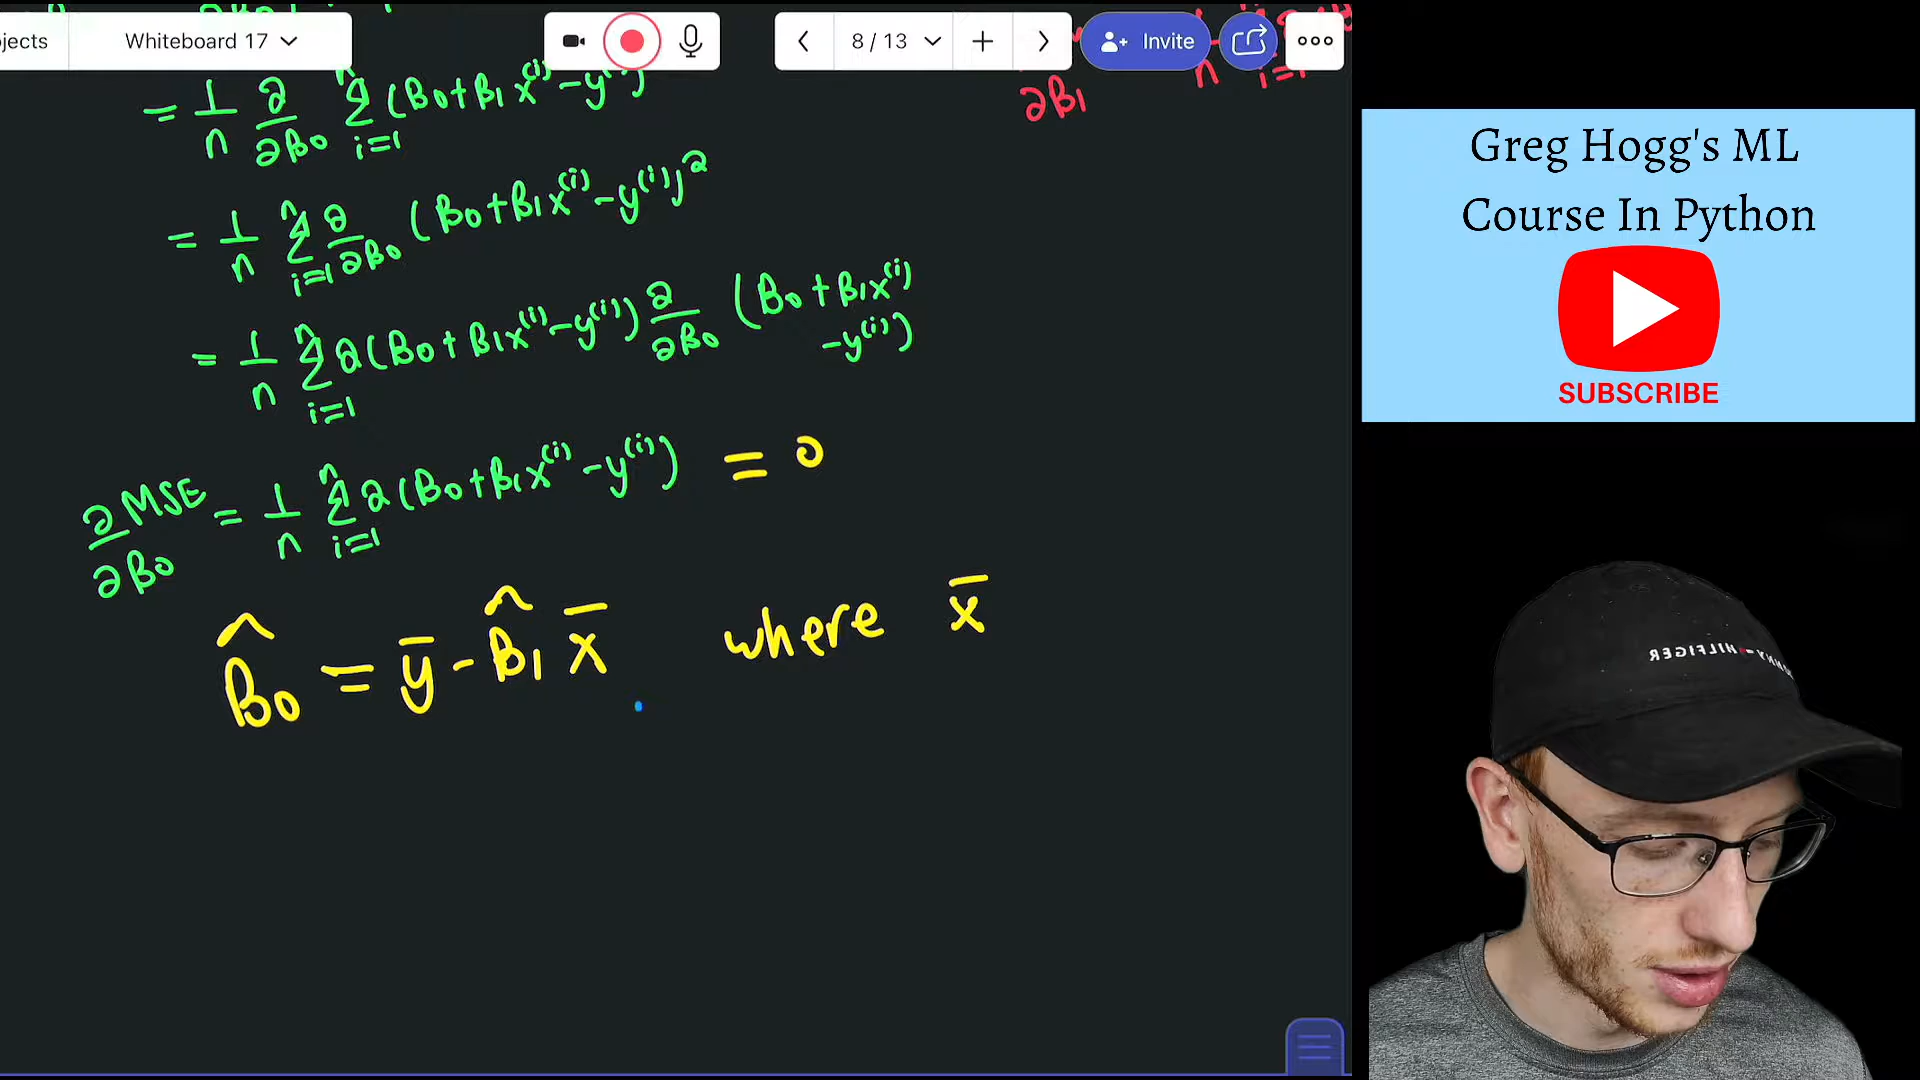 jects
Whiteboard 17
8 / 13
Invite
∂β1
= 1/n ∂/∂β0 Σ i=1 n (β0+β1x^(i)-y^(i))
= 1/n Σ i=1 n ∂/∂β0 (β0+β1x^(i)-y^(i))^2
= 1/n Σ i=1 n 2(β0+β1x^(i)-y^(i)) ∂/∂β0 (β0+β1x^(i)
-y^(i))
∂MSE/∂β0 = 1/n Σ i=1 n 2(β0+β1x^(i)-y^(i)) = 0
β̂0 = ȳ - β̂1 x̄ where x̄
Greg Hogg's ML
Course In Python
SUBSCRIBE
HILFIGER